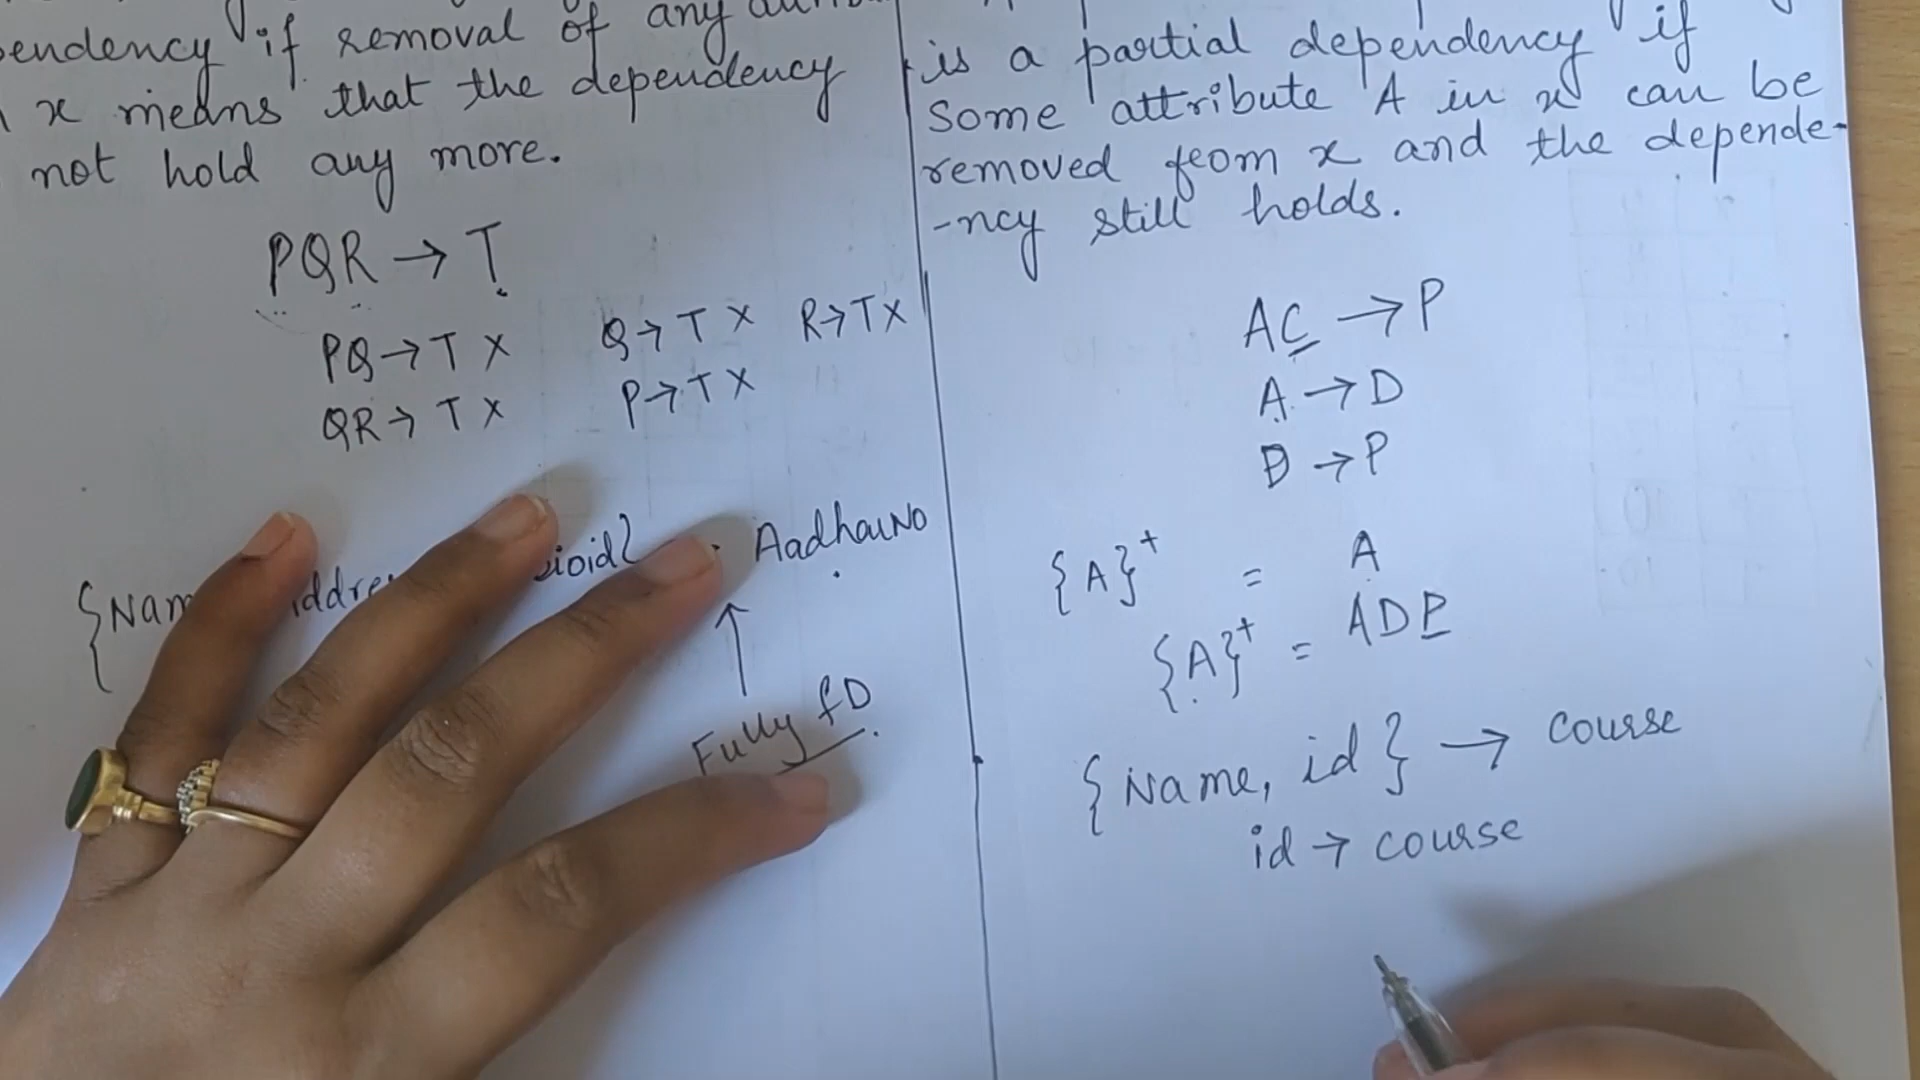 if removal of any
x means that the dependency
not hold any more.
PQR → T
PQ → T x
Q → T x
R → T x
QR → T x
P → T x
Aadhar No
Fully fD
is a partial dependency if
Some attribute A in x can be
removed feom x and the depende-
-ncy still holds.
AC → P
A → D
D → P
{A}+ = A
{A}+ = ADP
{Name, id} → course
id → course